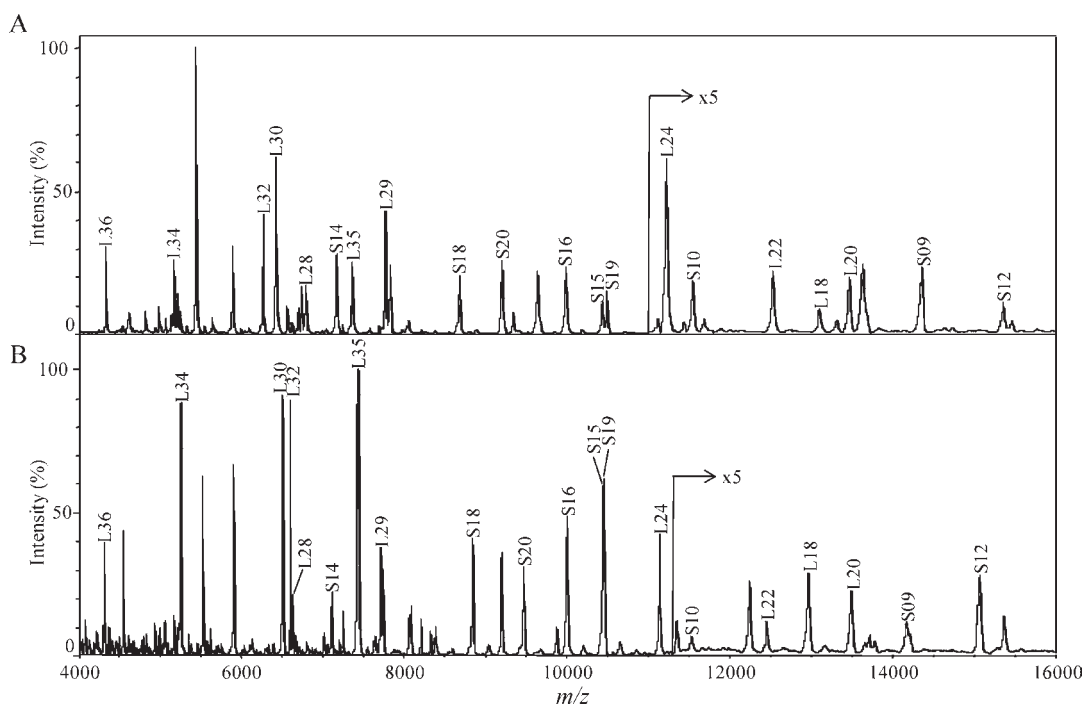 A
Intensity (%)
100
50
0
L36
L34
L32
L30
L28
S14
L35
L29
S18
S20
S16
S15
S19
x5
L24
S10
L22
L18
L20
S09
S12
B
Intensity (%)
100
50
0
L36
L34
L30
L32
L28
S14
L35
L29
S18
S20
S16
S15
S19
L24
x5
S10
L22
L18
L20
S09
S12
4000 6000 8000 10000 12000 14000 16000
m/z